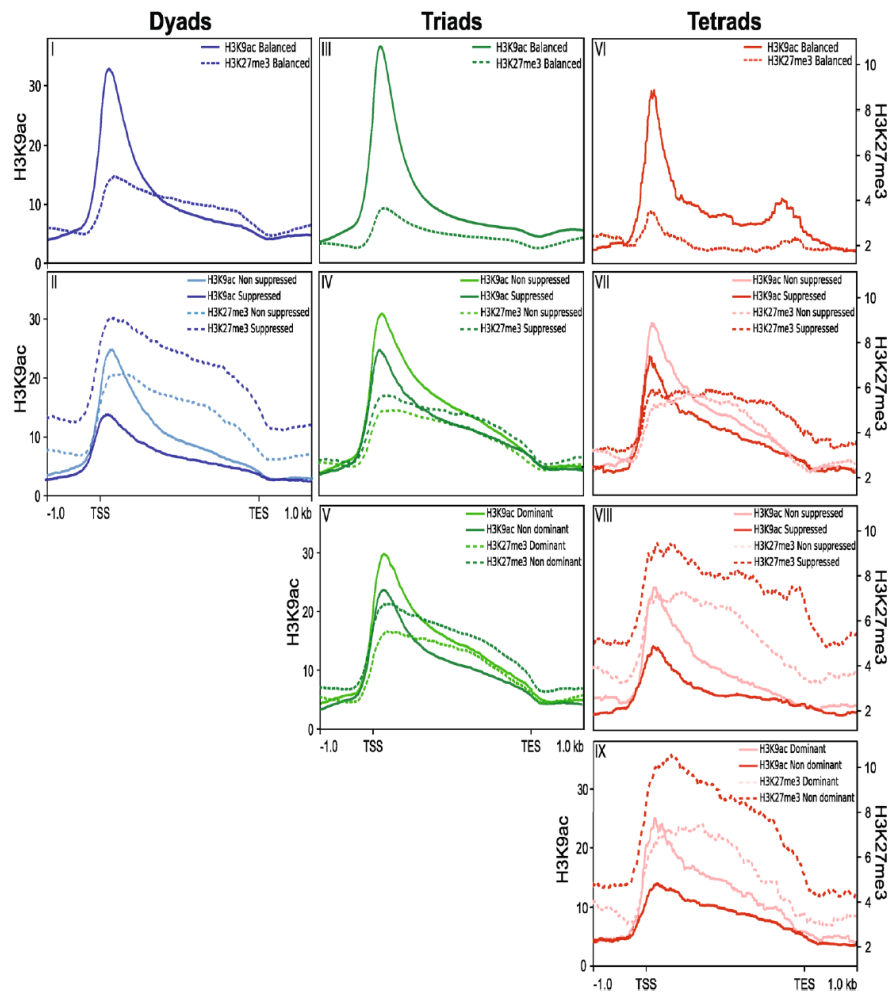 Dyads
Triads
Tetrads
I
H3K9ac Balanced
H3K27me3 Balanced
III
H3K9ac Balanced
H3K27me3 Balanced
VI
H3K9ac Balanced
H3K27me3 Balanced
H3K9ac
30
20
10
0
H3K27me3
10
8
6
4
2
II
H3K9ac Non suppressed
H3K9ac Suppressed
H3K27me3 Non suppressed
H3K27me3 Suppressed
IV
H3K9ac Non suppressed
H3K9ac Suppressed
H3K27me3 Non suppressed
H3K27me3 Suppressed
VII
H3K9ac Non suppressed
H3K9ac Suppressed
H3K27me3 Non suppressed
H3K27me3 Suppressed
H3K9ac
30
20
10
0
H3K27me3
10
8
6
4
2
-1.0
TSS
TES
1.0 kb
V
H3K9ac Dominant
H3K9ac Non dominant
H3K27me3 Dominant
H3K27me3 Non dominant
VIII
H3K9ac Non suppressed
H3K9ac Suppressed
H3K27me3 Non suppressed
H3K27me3 Suppressed
H3K9ac
30
20
10
0
H3K27me3
10
8
6
4
2
-1.0
TSS
TES
1.0 kb
IX
H3K9ac Dominant
H3K9ac Non dominant
H3K27me3 Dominant
H3K27me3 Non dominant
H3K9ac
30
20
10
0
H3K27me3
10
8
6
4
2
-1.0
TSS
TES
1.0 kb